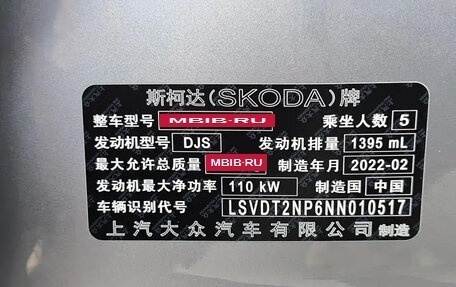 斯柯达(SKODA)牌
整车型号 MBIB·RU 乘坐人数 5
发动机型号 DJS 发动机排量 1395 mL
最大允许总质量 MBIB·RU 制造年月 2022-02
发动机最大净功率 110 kW 制造国 中国
车辆识别代号 LSVDT2NP6NN010517
上汽大众汽车有限公司 制造